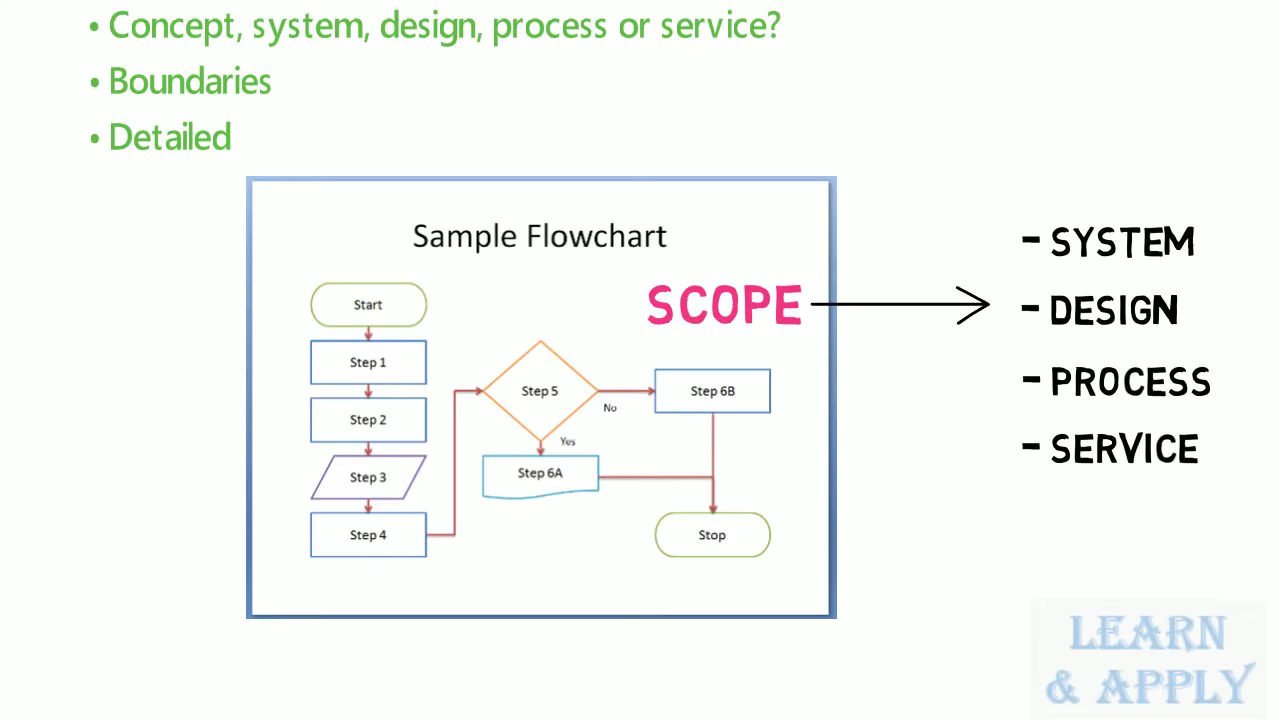 • Concept, system, design, process or service?
• Boundaries
• Detailed
Sample Flowchart
SCOPE
Start
Step 1
Step 2
Step 3
Step 4
Step 5
No
Yes
Step 6A
Step 6B
Stop
- SYSTEM
- DESIGN
- PROCESS
- SERVICE
LEARN
& APPLY